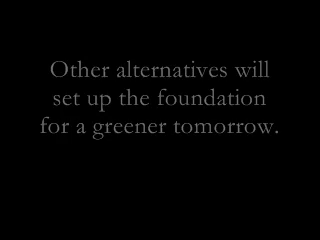 Other alternatives will
set up the foundation
for a greener tomorrow.